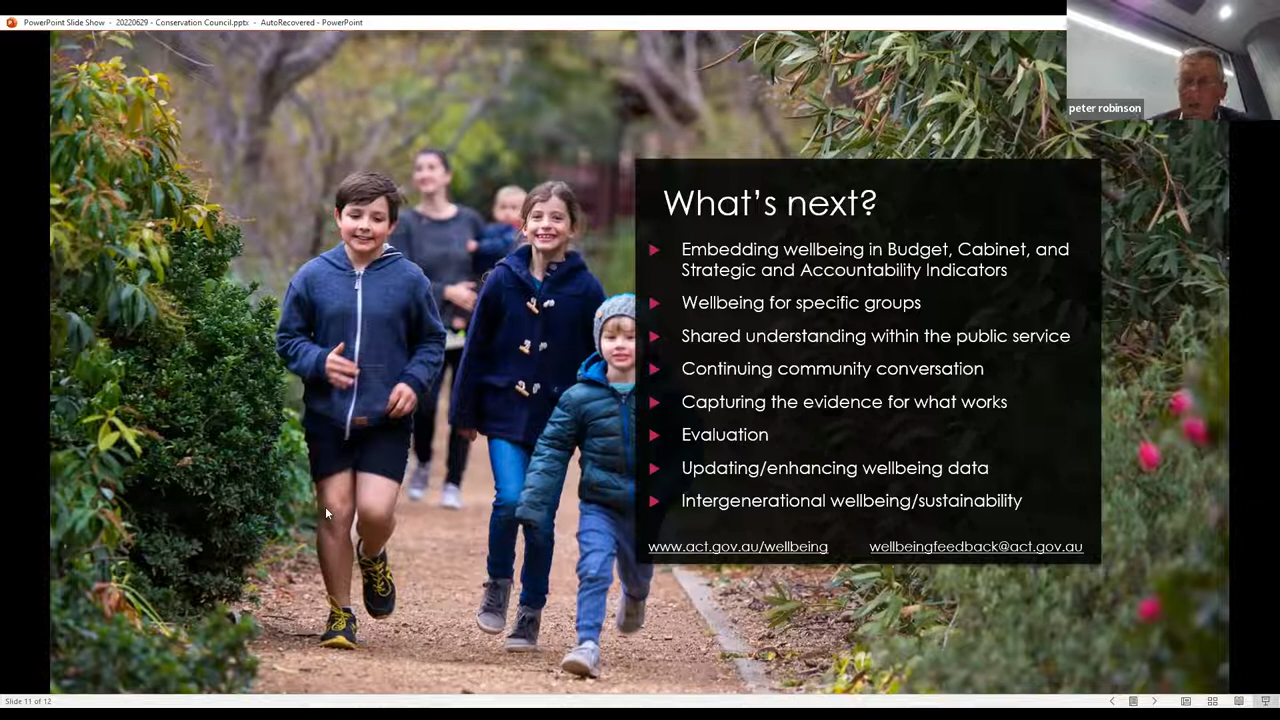 PowerPoint Slide Show - 20220629 - Conservation Council.pptx - AutoRecovered - PowerPoint
peter robinson
What's next?
Embedding wellbeing in Budget, Cabinet, and
Strategic and Accountability Indicators
Wellbeing for specific groups
Shared understanding within the public service
Continuing community conversation
Capturing the evidence for what works
Evaluation
Updating/enhancing wellbeing data
Intergenerational wellbeing/sustainability
www.act.gov.au/wellbeing wellbeingfeedback@act.gov.au
Slide 11 of 12